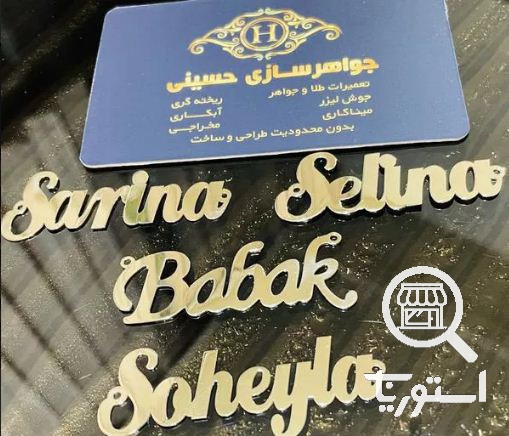 H
جواهرسازی حسینی
تعمیرات طلا و جواهر
ریخته گری
جوش لیزر
آبکاری
میناکاری
مخراجی
بدون محدودیت طراحی و ساخت
Sarina Selina
Babak
Soheyla
استوریا